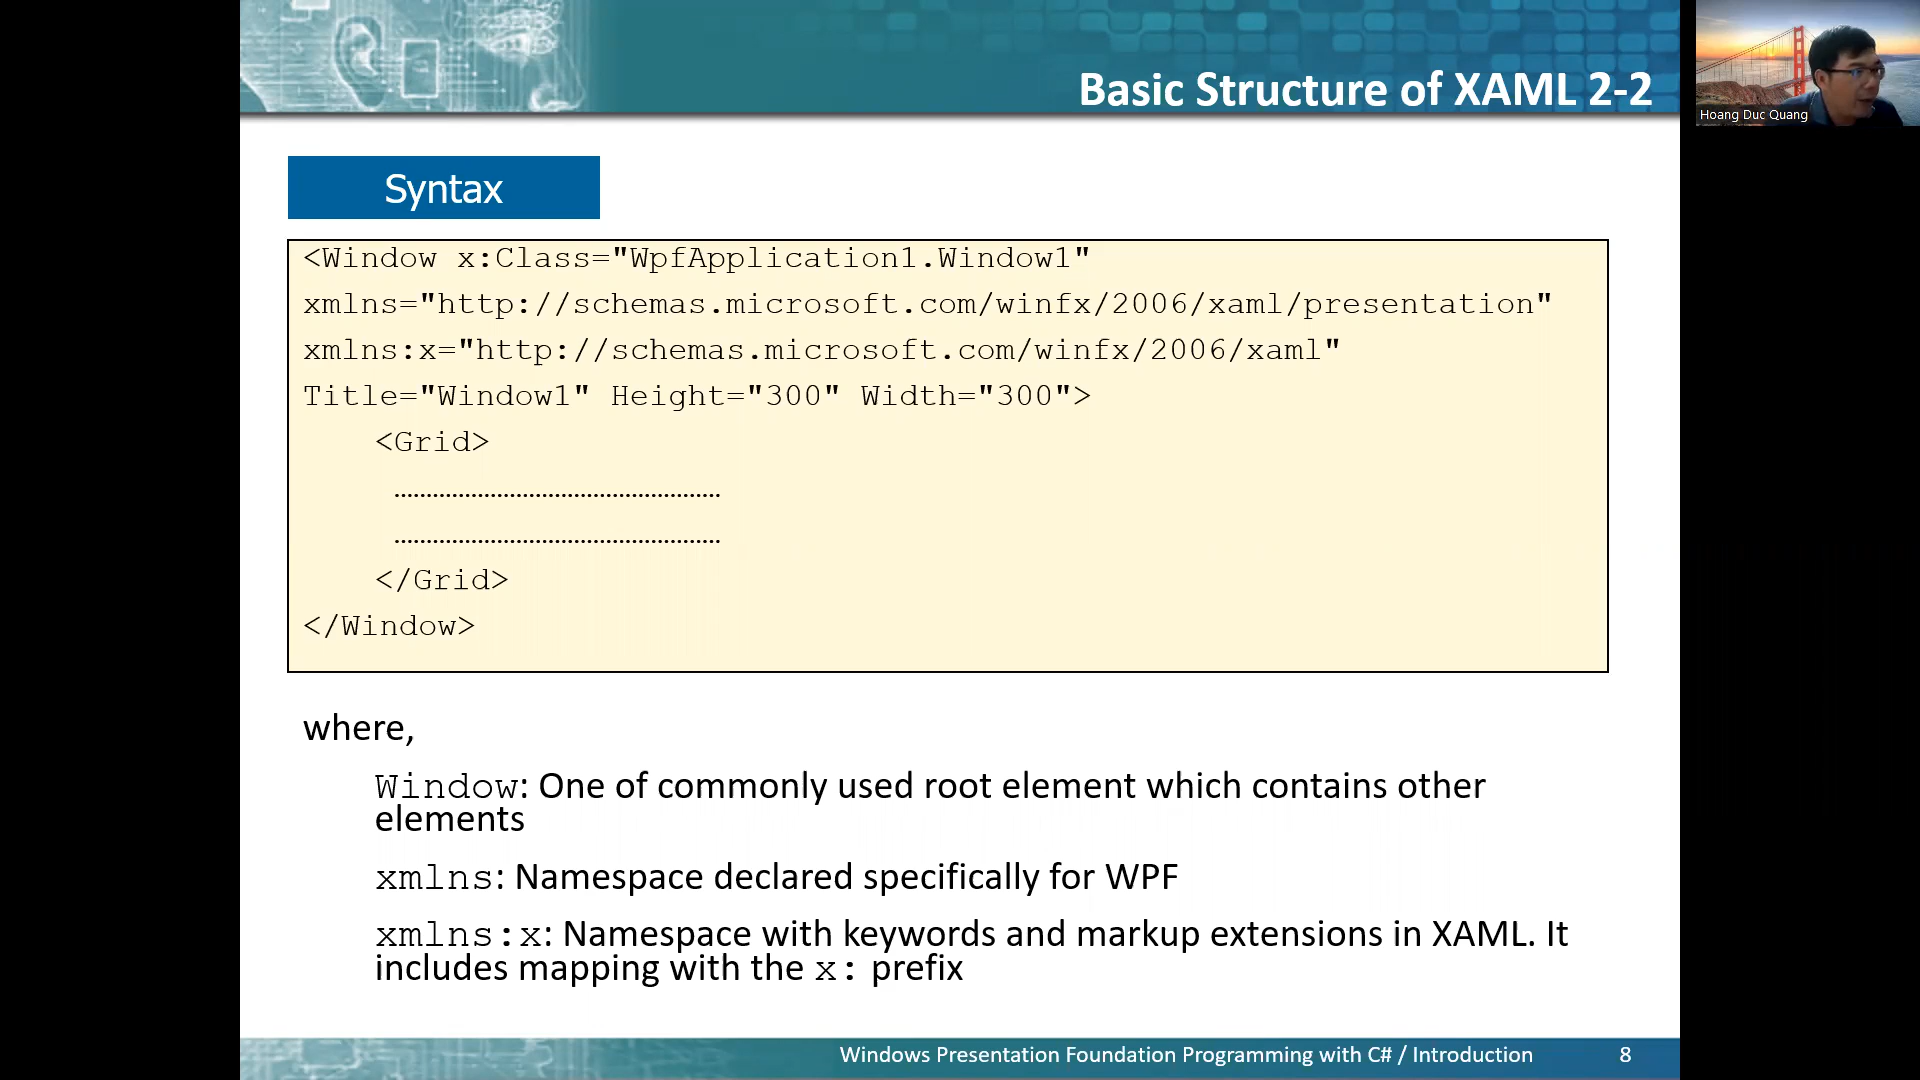 Basic Structure of XAML 2-2
Hoang Duc Quang
Syntax
<Window x:Class="WpfApplication1.Window1"
xmlns="http://schemas.microsoft.com/winfx/2006/xaml/presentation"
xmlns:x="http://schemas.microsoft.com/winfx/2006/xaml"
Title="Window1" Height="300" Width="300">
<Grid>
……………………………………………
……………………………………………
</Grid>
</Window>
where,
Window: One of commonly used root element which contains other
elements
xmlns: Namespace declared specifically for WPF
xmlns:x: Namespace with keywords and markup extensions in XAML. It
includes mapping with the x: prefix
Windows Presentation Foundation Programming with C# / Introduction 8